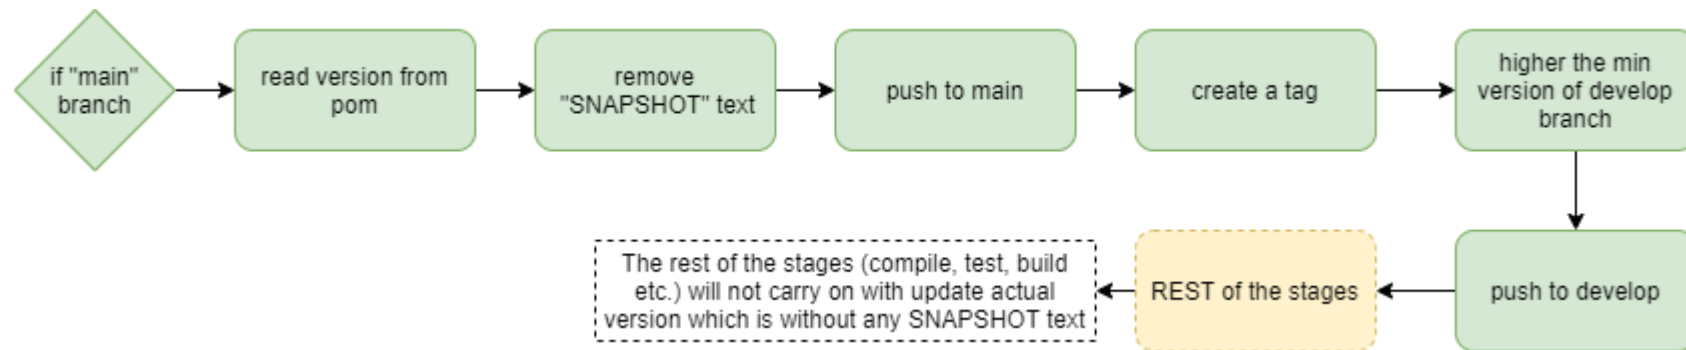 if "main"
branch
read version from
pom
remove
"SNAPSHOT" text
push to main
create a tag
higher the min
version of develop
branch
push to develop
REST of the stages
The rest of the stages (compile, test, build
etc.) will not carry on with update actual
version which is without any SNAPSHOT text